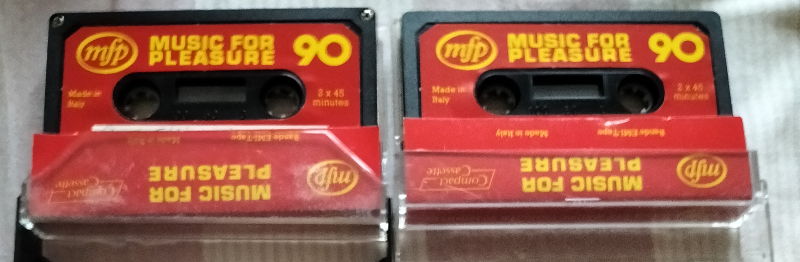 mfp MUSIC FOR PLEASURE 90
Made in Italy
2 x 45 minutes
Bande EMI-Tape
Made in Italy
mfp MUSIC FOR PLEASURE
Compact Cassette
mfp MUSIC FOR PLEASURE 90
Made in Italy
2 x 45 minutes
Bande EMI-Tape
Made in Italy
mfp MUSIC FOR PLEASURE
Compact Cassette